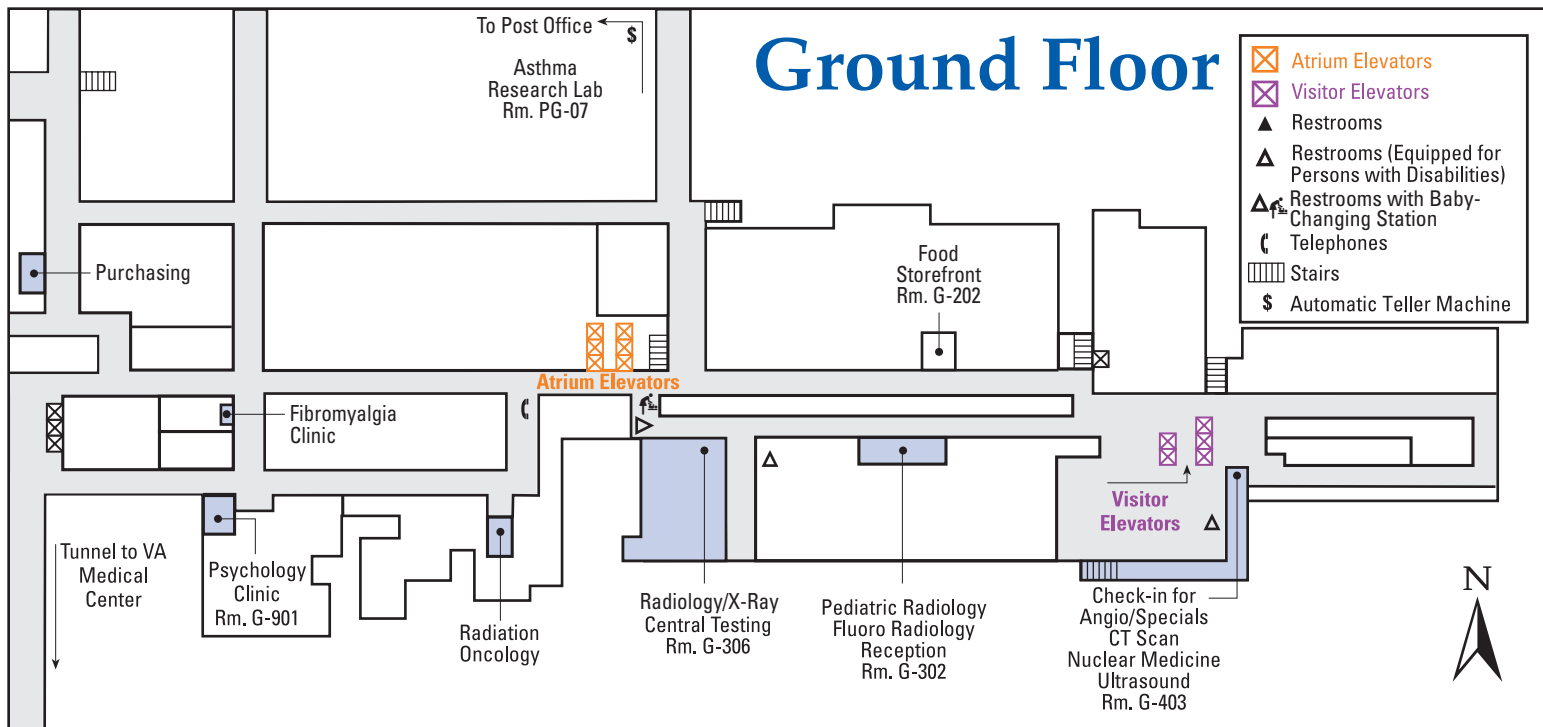 Ground Floor
To Post Office
$
Asthma
Research Lab
Rm. PG-07
Atrium Elevators
Visitor Elevators
Restrooms
Restrooms (Equipped for
Persons with Disabilities)
Restrooms with Baby-
Changing Station
Telephones
Stairs
$ Automatic Teller Machine
Purchasing
Food
Storefront
Rm. G-202
Atrium Elevators
Fibromyalgia
Clinic
Visitor
Elevators
Tunnel to VA
Medical
Center
Psychology
Clinic
Rm. G-901
Radiation
Oncology
Radiology/X-Ray
Central Testing
Rm. G-306
Pediatric Radiology
Fluoro Radiology
Reception
Rm. G-302
Check-in for
Angio/Specials
CT Scan
Nuclear Medicine
Ultrasound
Rm. G-403
N